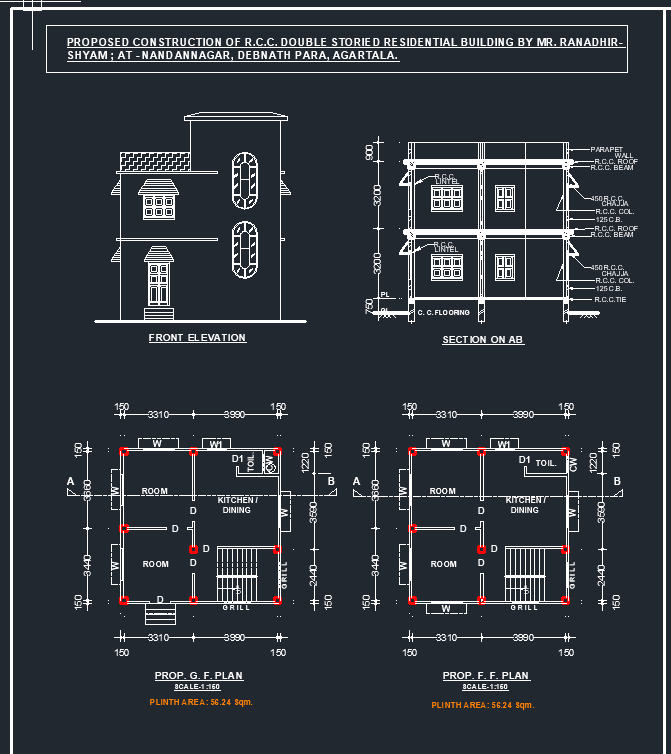 PROPOSED CONSTRUCTION OF R.C.C. DOUBLE STORIED RESIDENTIAL BUILDING BY MR. RANADHIR-
SHYAM ; AT -NANDANNAGAR, DEBNATH PARA, AGARTALA.
FRONT ELEVATION
900
3200
3200
750
R.C.C.
LINTEL
R.C.C.
LINTEL
PL
C. C. FLOORING
PARAPET
WALL
R.C.C. ROOF
R.C.C. BEAM
450 R.C.C.
CHAJJA
R.C.C. COL.
125 C.B.
R.C.C. ROOF
R.C.C. BEAM
450 R.C.C.
CHAJJA
R.C.C. COL.
125 C.B.
R.C.C.TIE
SECTION ON AB
150 150
3310 3990
150 W W1 150
D1 TOIL. CW 1220
A B
3660 W ROOM KITCHEN / DINING W 3590
D
D
D
3440 W ROOM D GRILL 2440
150 D GRILL 150
3310 3990
150 150
PROP. G. F. PLAN
SCALE-1:150
PLINTH AREA: 56.24 Sqm.
150 150
3310 3990
150 W W1 150
D1 TOIL. CW 1220
A B
3660 W ROOM KITCHEN / DINING W 3590
D
D
D
3440 W ROOM D GRILL 2440
150 W GRILL 150
3310 3990
150 150
PROP. F. F. PLAN
SCALE-1:150
PLINTH AREA: 56.24 Sqm.